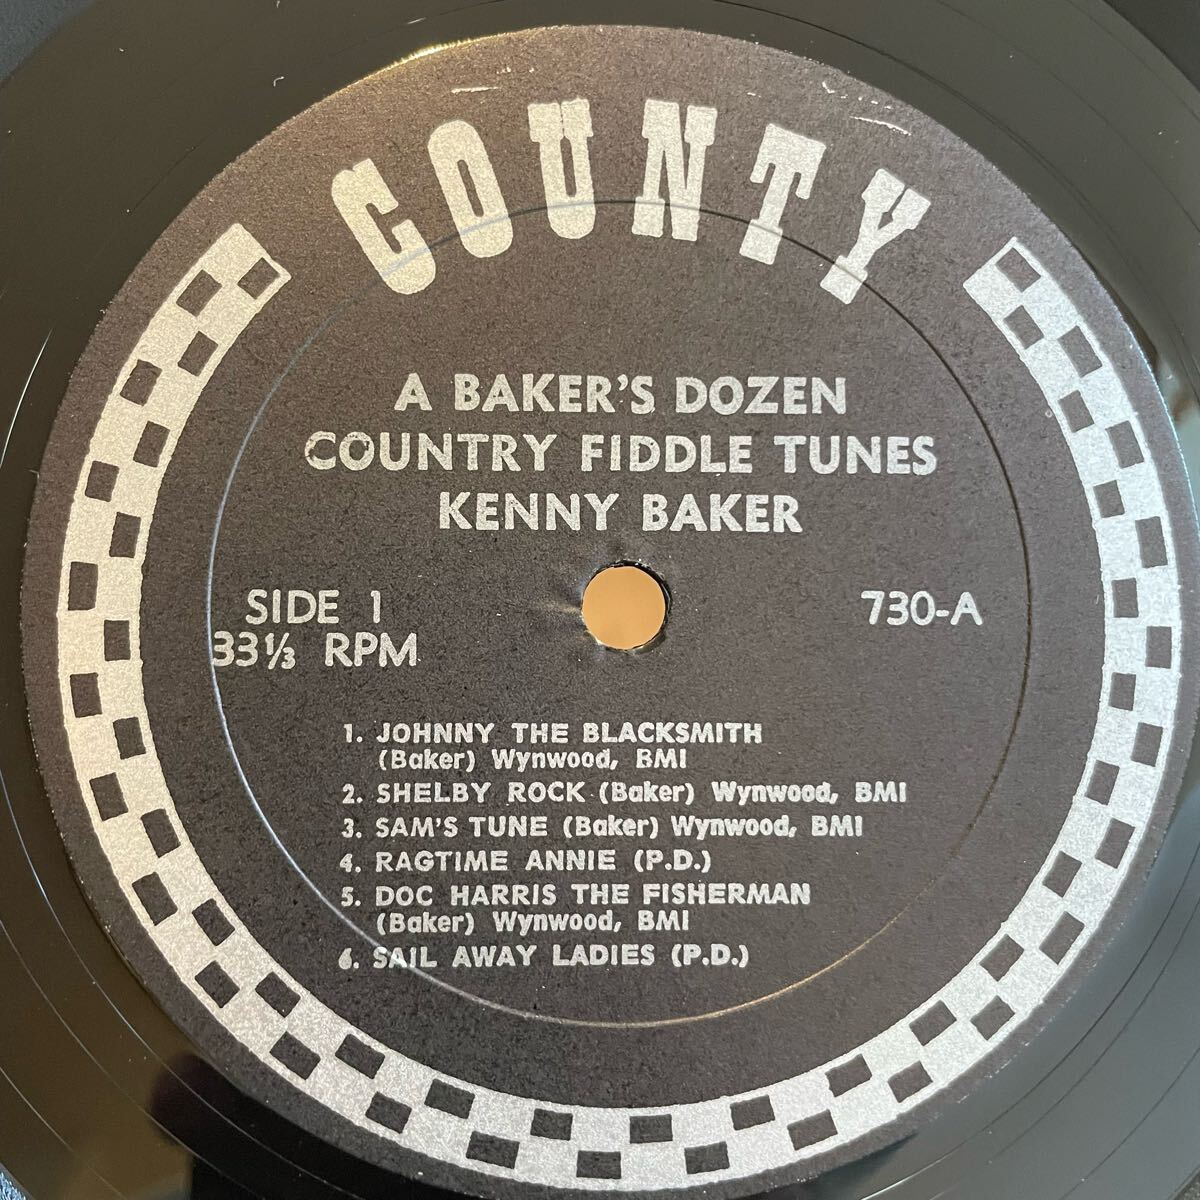 COUNTY
A BAKER'S DOZEN
COUNTRY FIDDLE TUNES
KENNY BAKER
SIDE 1
33⅓ RPM
730-A
1. JOHNNY THE BLACKSMITH
(Baker) Wynwood, BMI
2. SHELBY ROCK (Baker) Wynwood, BMI
3. SAM'S TUNE (Baker) Wynwood, BMI
4. RAGTIME ANNIE (P.D.)
5. DOC HARRIS THE FISHERMAN
(Baker) Wynwood, BMI
6. SAIL AWAY LADIES (P.D.)